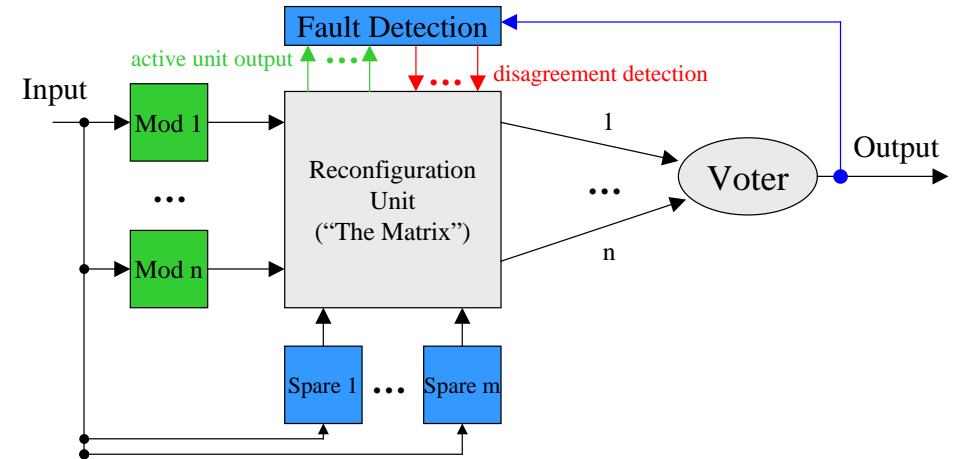 Fault Detection
active unit output
...
...
disagreement detection
Input
Mod 1
1
Reconfiguration
Unit
(“The Matrix”)
...
...
Voter
Output
Mod n
n
Spare 1
...
Spare m